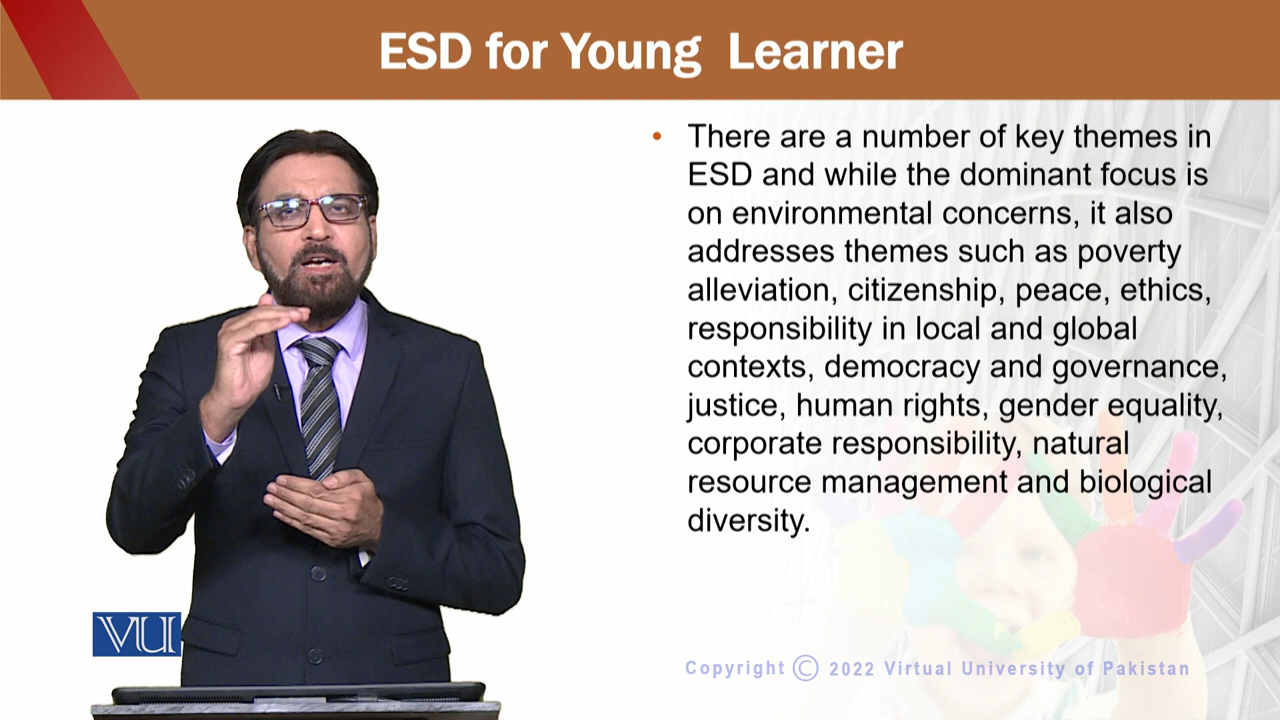 ESD for Young Learner
• There are a number of key themes in
ESD and while the dominant focus is
on environmental concerns, it also
addresses themes such as poverty
alleviation, citizenship, peace, ethics,
responsibility in local and global
contexts, democracy and governance,
justice, human rights, gender equality,
corporate responsibility, natural
resource management and biological
diversity.
VU
Copyright © 2022 Virtual University of Pakistan